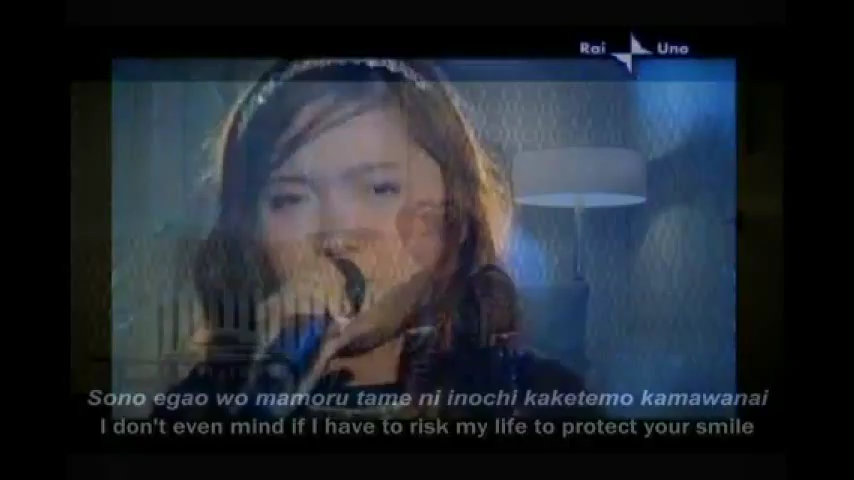 Rai Uno
Sono egao wo mamoru tame ni inochi kaketemo kamawanai
I don't even mind if I have to risk my life to protect your smile